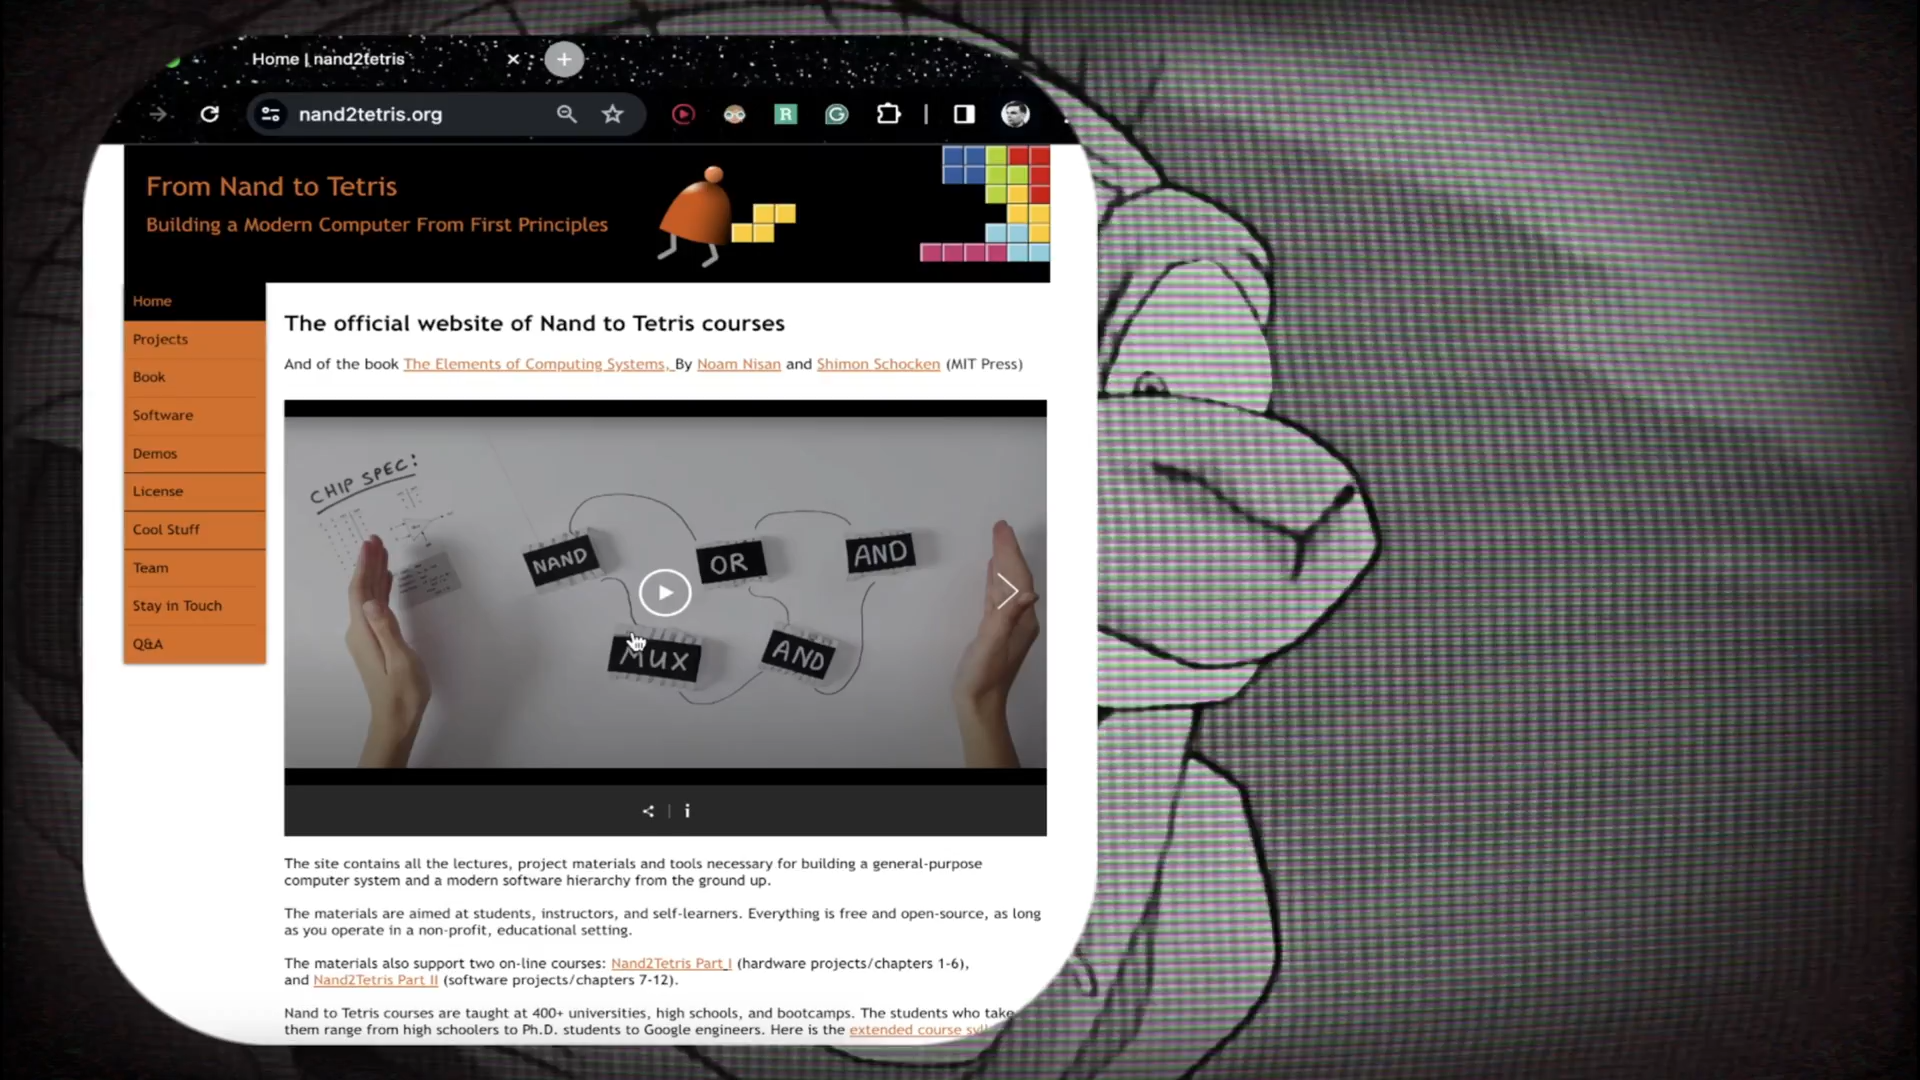 Home | nand2tetris
nand2tetris.org
From Nand to Tetris
Building a Modern Computer From First Principles
Home
Projects
Book
Software
Demos
License
Cool Stuff
Team
Stay in Touch
Q&A
The official website of Nand to Tetris courses
And of the book The Elements of Computing Systems, By Noam Nisan and Shimon Schocken (MIT Press)
CHIP SPEC:
NAND
OR
AND
MUX
AND
The site contains all the lectures, project materials and tools necessary for building a general-purpose
computer system and a modern software hierarchy from the ground up.
The materials are aimed at students, instructors, and self-learners. Everything is free and open-source, as long
as you operate in a non-profit, educational setting.
The materials also support two on-line courses: Nand2Tetris Part I (hardware projects/chapters 1-6),
and Nand2Tetris Part II (software projects/chapters 7-12).
Nand to Tetris courses are taught at 400+ universities, high schools, and bootcamps. The students who take
them range from high schoolers to Ph.D. students to Google engineers. Here is the extended course